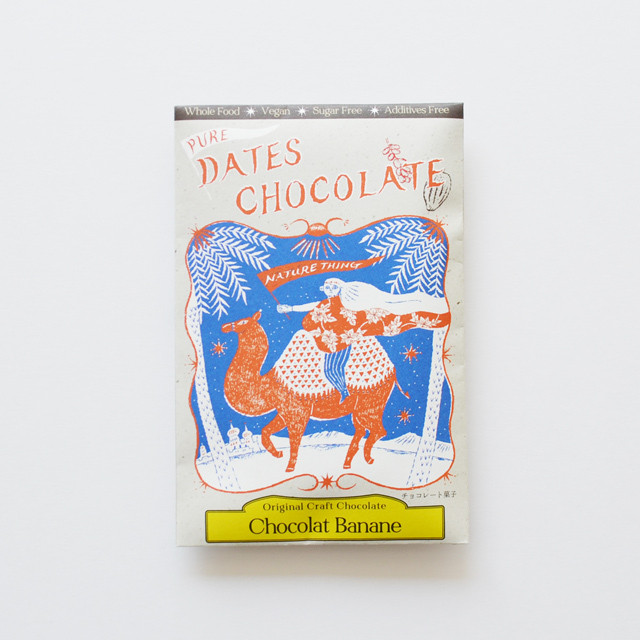 Whole Food ✷ Vegan ✷ Sugar Free ✷ Additives Free
PURE
DATES
CHOCOLATE
NATURE THING
チョコレート菓子
Original Craft Chocolate
Chocolat Banane